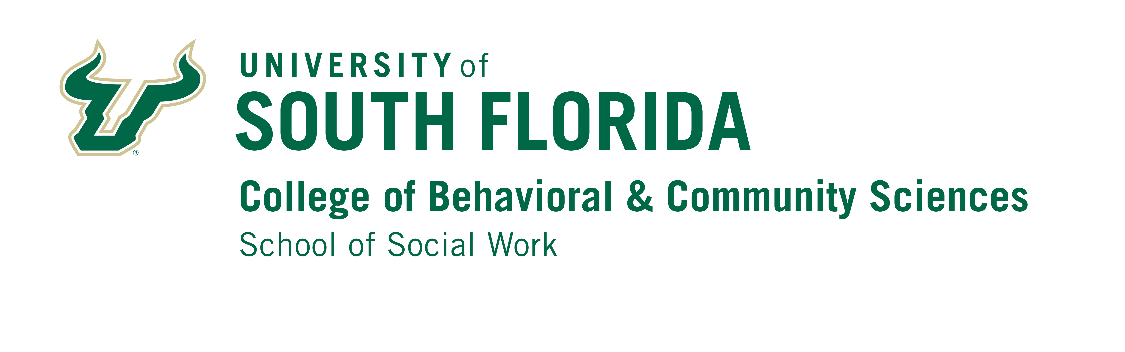 UNIVERSITY of
SOUTH FLORIDA
College of Behavioral & Community Sciences
School of Social Work